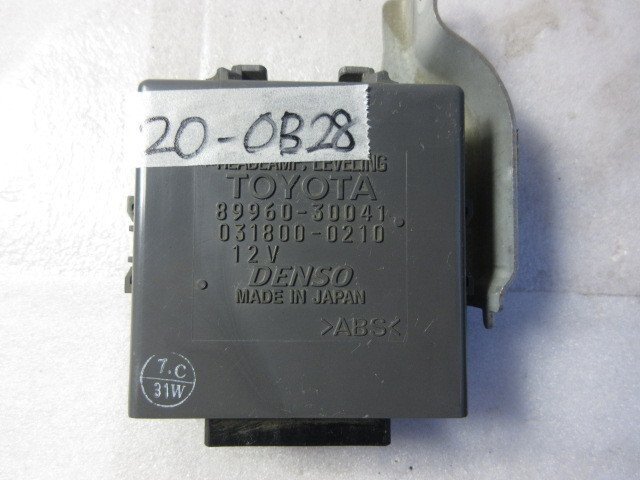 20-0B28
HEADLAMP, LEVELING
TOYOTA
89960-30041
031800-0210
12V
DENSO
MADE IN JAPAN
>ABS<
7.C
31W